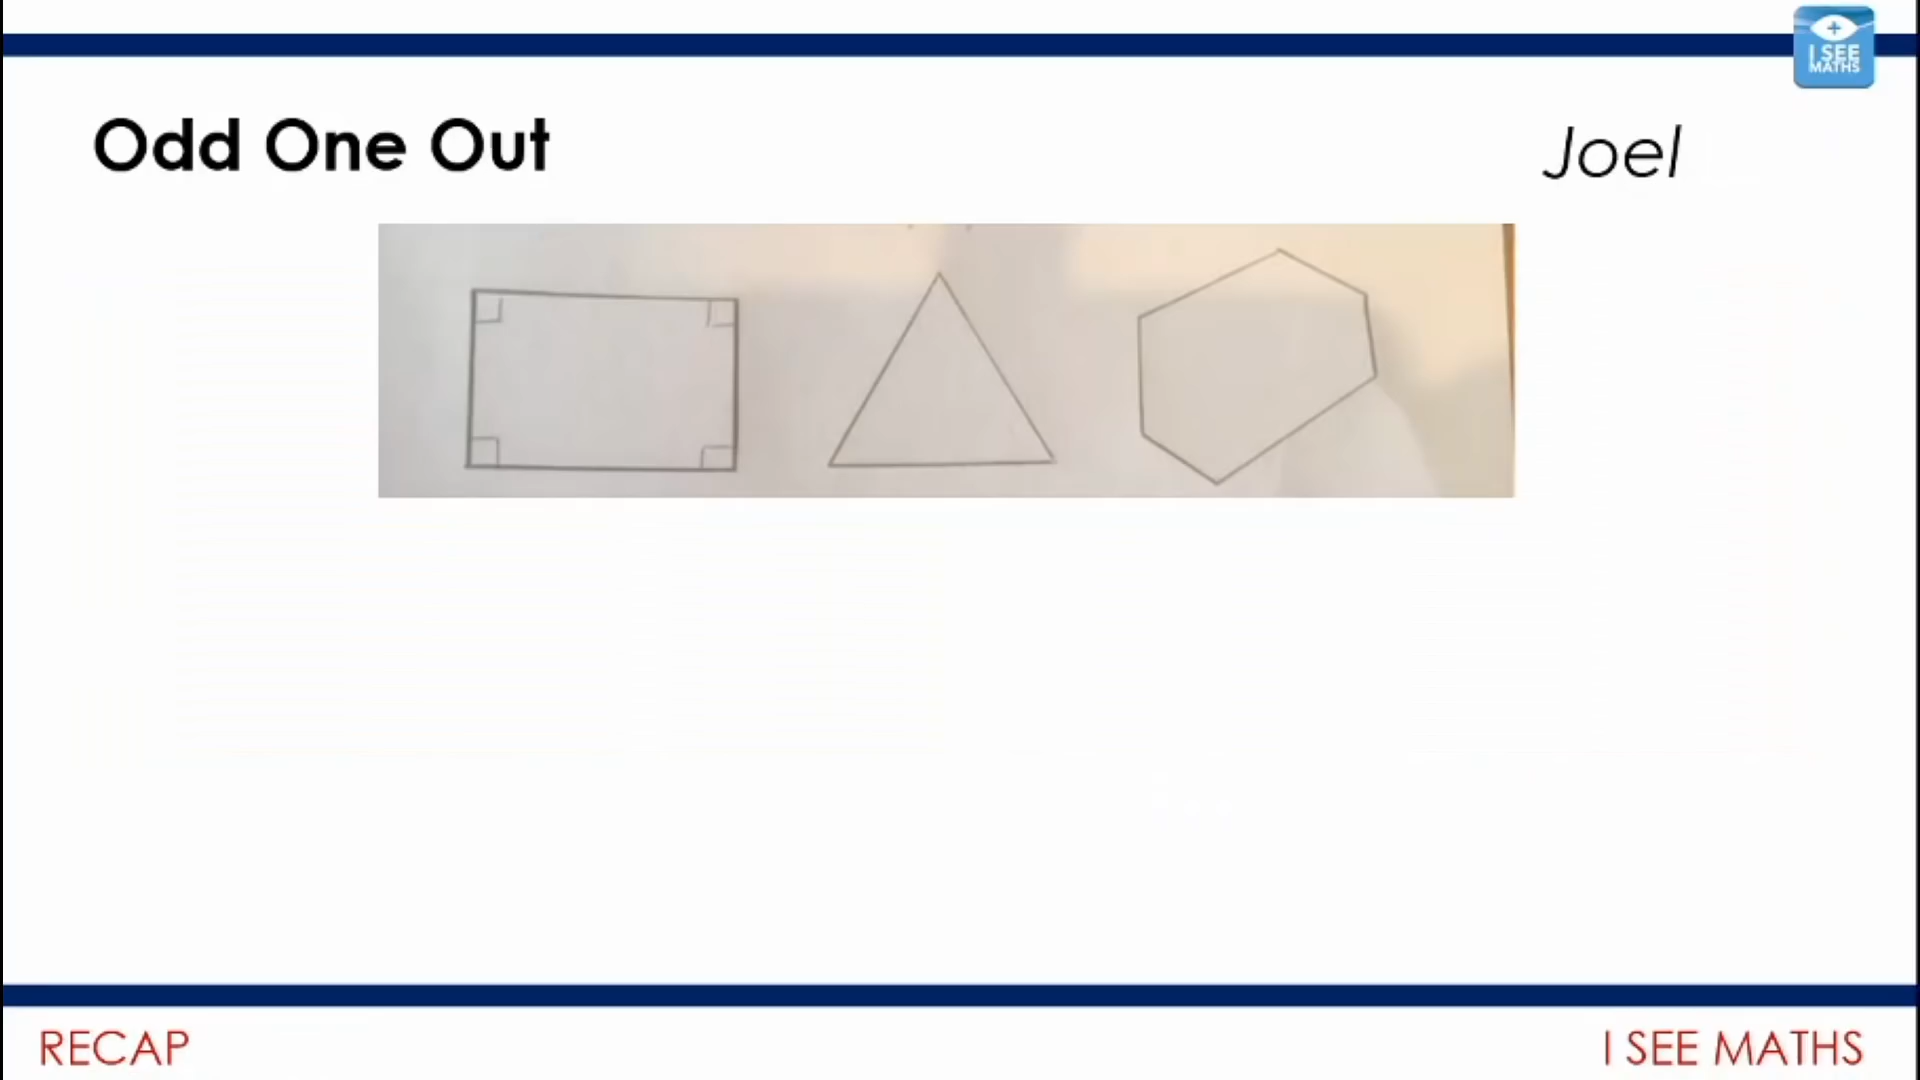 I SEE
MATHS
Odd One Out
Joel
RECAP
I SEE MATHS